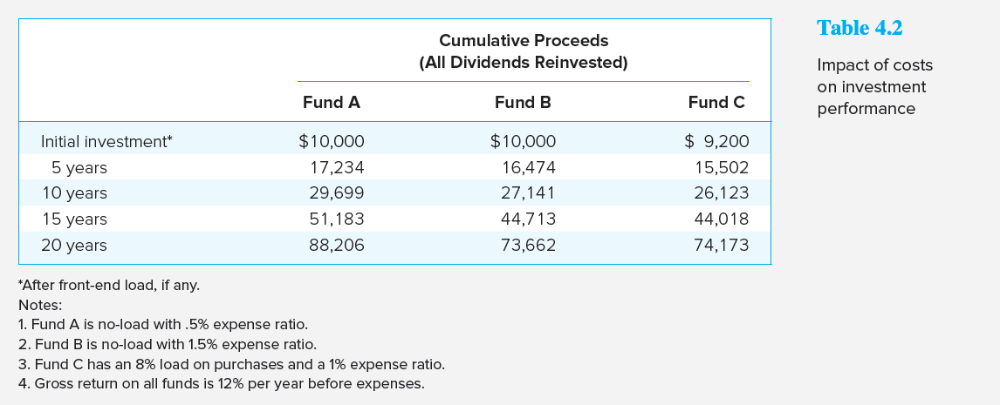 Cumulative Proceeds
(All Dividends Reinvested)
Fund A Fund B Fund C
Initial investment* $10,000 $10,000 $ 9,200
5 years 17,234 16,474 15,502
10 years 29,699 27,141 26,123
15 years 51,183 44,713 44,018
20 years 88,206 73,662 74,173
*After front-end load, if any.
Notes:
1. Fund A is no-load with .5% expense ratio.
2. Fund B is no-load with 1.5% expense ratio.
3. Fund C has an 8% load on purchases and a 1% expense ratio.
4. Gross return on all funds is 12% per year before expenses.
Table 4.2
Impact of costs
on investment
performance